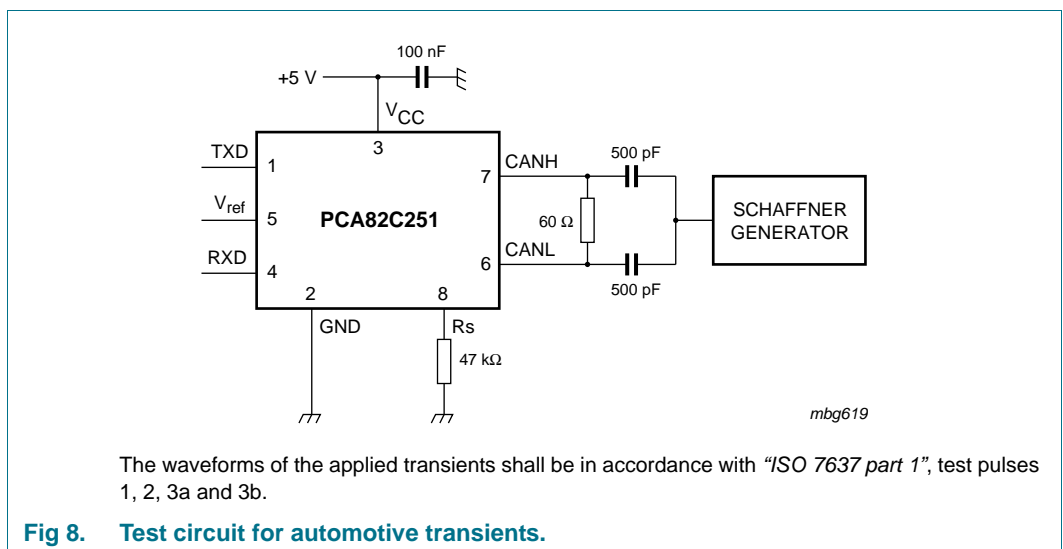 100 nF
+5 V
VCC
3
TXD
1
CANH
7
500 pF
Vref
5
PCA82C251
60 Ω
SCHAFFNER
GENERATOR
RXD
4
CANL
6
500 pF
2
8
GND
Rs
47 kΩ
mbg619
The waveforms of the applied transients shall be in accordance with “ISO 7637 part 1”, test pulses
1, 2, 3a and 3b.
Fig 8. Test circuit for automotive transients.